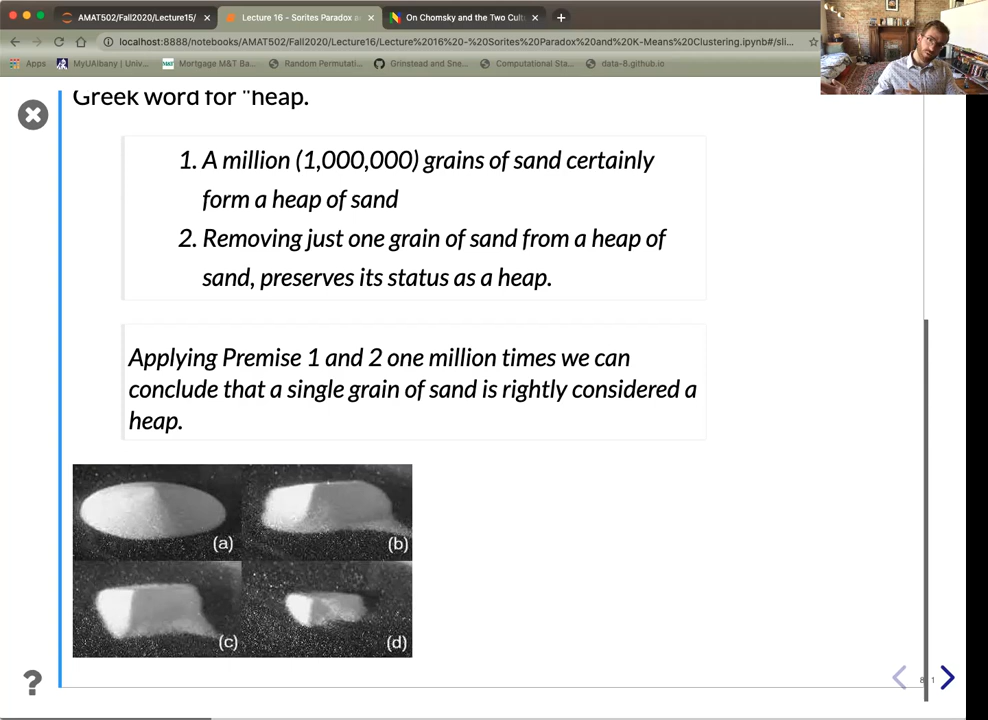 AMAT502/Fall2020/Lecture15/
Lecture 16 - Sorites Paradox a
On Chomsky and the Two Cult
localhost:8888/notebooks/AMAT502/Fall2020/Lecture16/Lecture%2016%20-%20Sorites%20Paradox%20and%20K-Means%20Clustering.ipynb#/sli...
Apps
MyUAlbany | Univ...
M&T
Mortgage M&T Ba...
Random Permutati...
Grinstead and Sne...
Computational Sta...
data-8.github.io
Greek word for "heap.
1. A million (1,000,000) grains of sand certainly
form a heap of sand
2. Removing just one grain of sand from a heap of
sand, preserves its status as a heap.
Applying Premise 1 and 2 one million times we can
conclude that a single grain of sand is rightly considered a
heap.
(a)
(b)
(c)
(d)
?
8
1